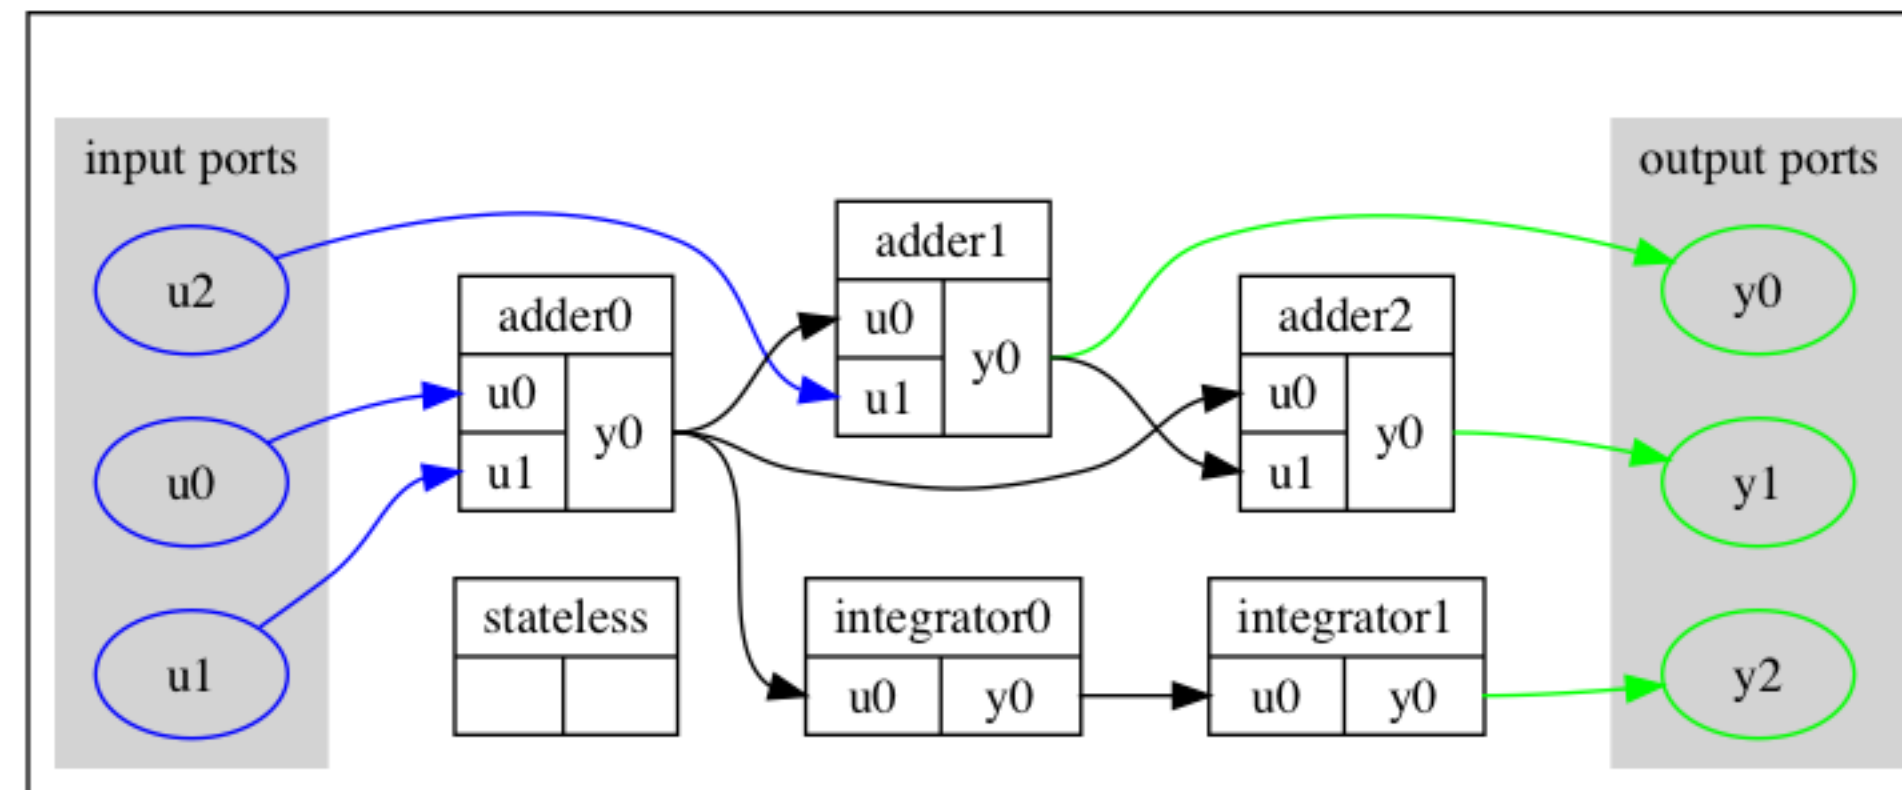 input ports
u2
u0
u1
adder0
u0
u1
y0
stateless
adder1
u0
u1
y0
integrator0
u0 y0
adder2
u0
u1
y0
integrator1
u0 y0
output ports
y0
y1
y2